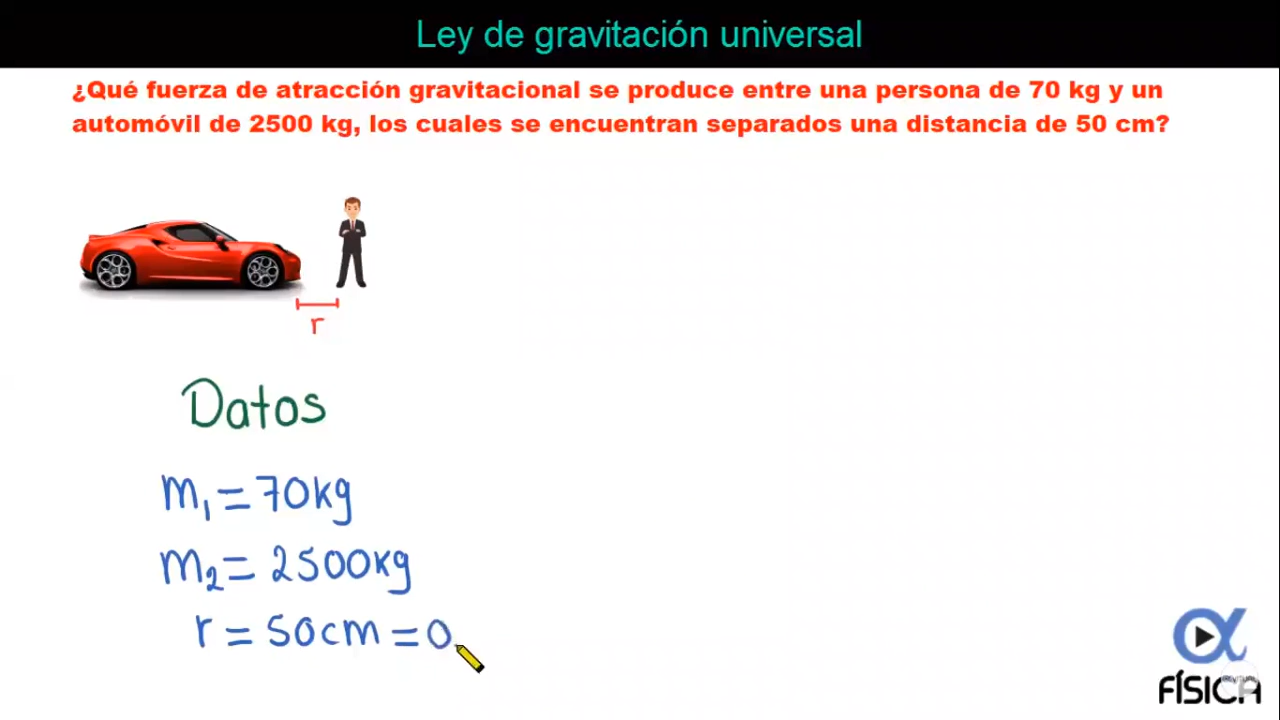 Ley de gravitación universal
¿Qué fuerza de atracción gravitacional se produce entre una persona de 70 kg y un
automóvil de 2500 kg, los cuales se encuentran separados una distancia de 50 cm?
r
Datos
m₁ = 70kg
m₂ = 2500kg
r = 50cm = 0.
FÍSICA